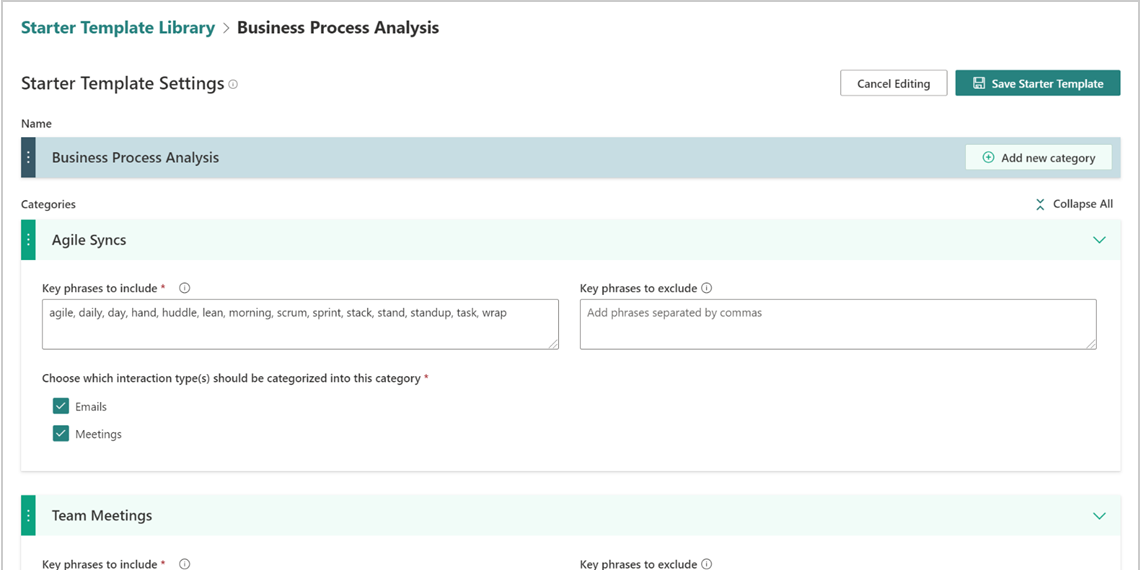 Starter Template Library > Business Process Analysis
Starter Template Settings
Cancel Editing
Save Starter Template
Name
Business Process Analysis
Add new category
Categories
Collapse All
Agile Syncs
Key phrases to include *
Key phrases to exclude
agile, daily, day, hand, huddle, lean, morning, scrum, sprint, stack, stand, standup, task, wrap
Add phrases separated by commas
Choose which interaction type(s) should be categorized into this category *
Emails
Meetings
Team Meetings
Key phrases to include *
Key phrases to exclude